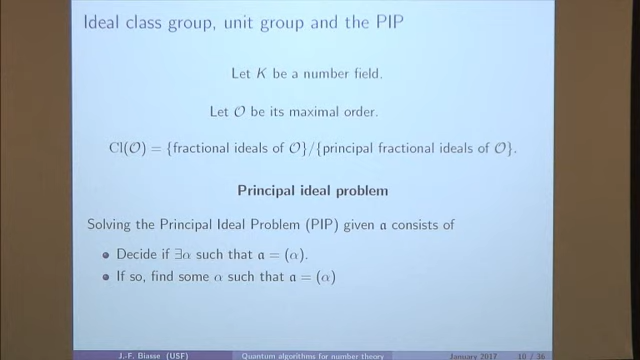 Ideal class group, unit group and the PIP
Let K be a number field.
Let 𝒪 be its maximal order.
Cl(𝒪) = {fractional ideals of 𝒪}/{principal fractional ideals of 𝒪}.
Principal ideal problem
Solving the Principal Ideal Problem (PIP) given 𝔞 consists of
Decide if ∃α such that 𝔞 = (α).
If so, find some α such that 𝔞 = (α)
J.-F. Biasse (USF) Quantum algorithms for number theory January 2017 10 / 36